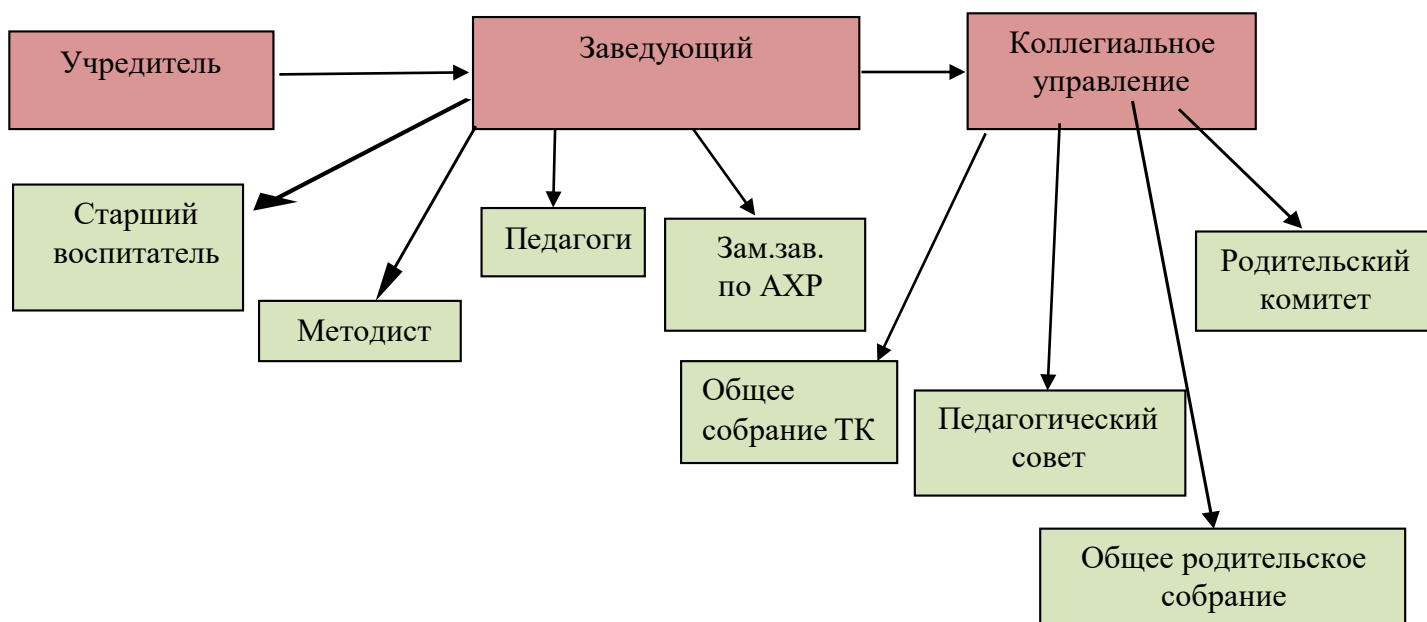 Учредитель
Заведующий
Коллегиальное
управление
Старший
воспитатель
Методист
Педагоги
Зам.зав.
по АХР
Общее
собрание ТК
Педагогический
совет
Родительский
комитет
Общее родительское
собрание